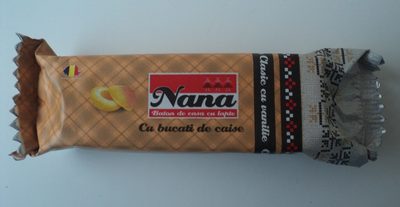 Nana
Baton de casa cu lapte
Cu bucati de caise
Clasic cu vanilie